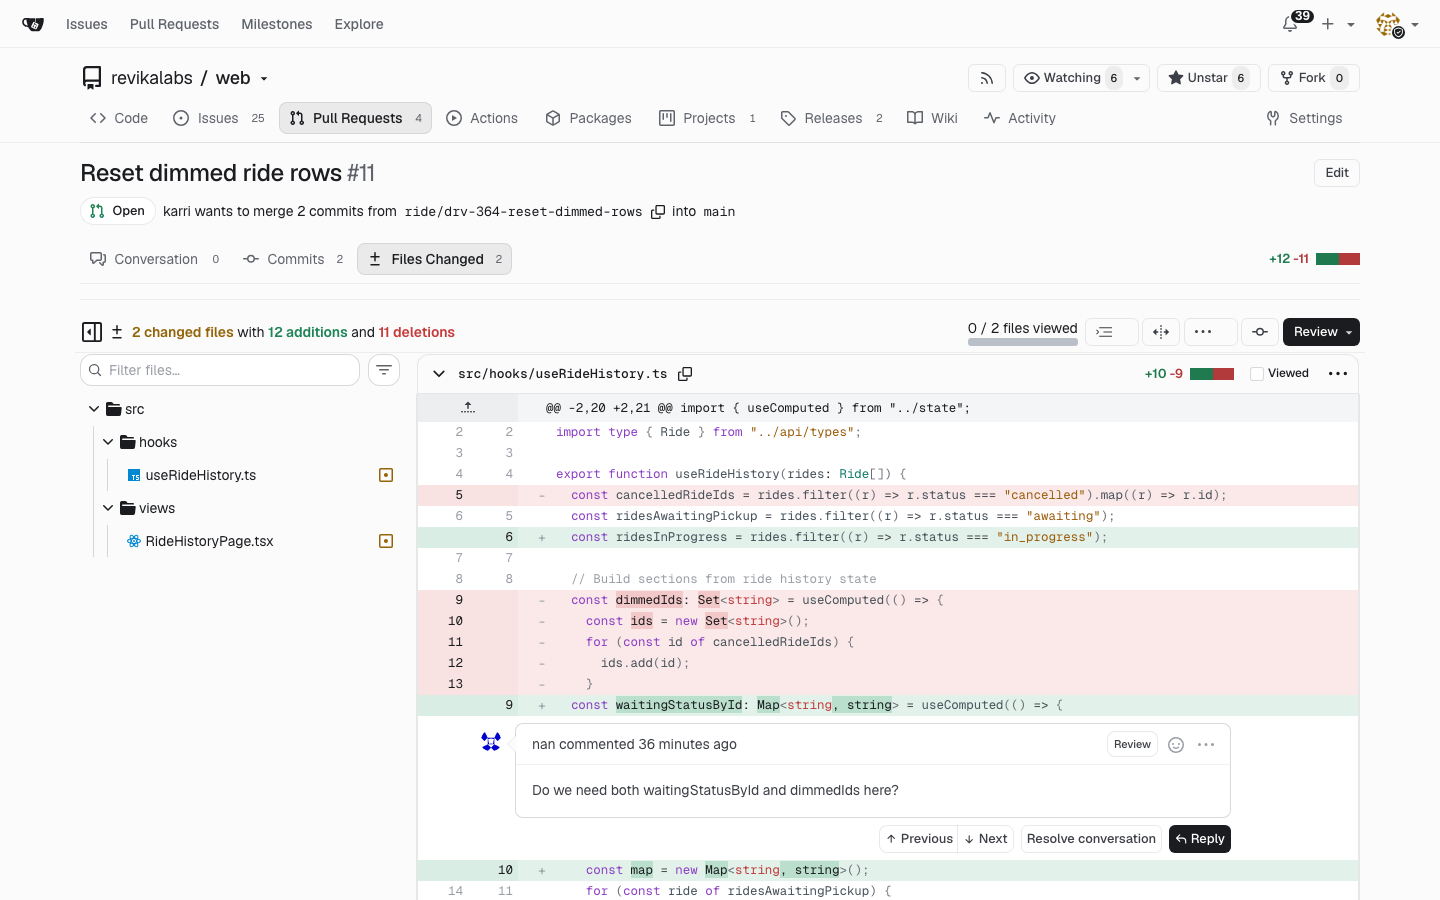 Issues Pull Requests Milestones Explore 39
revikalabs / web Watching 6 Unstar 6 Fork 0
Code Issues 25 Pull Requests 4 Actions Packages Projects 1 Releases 2 Wiki Activity Settings
Reset dimmed ride rows #11 Edit
Open karri wants to merge 2 commits from ride/drv-364-reset-dimmed-rows into main
Conversation 0 Commits 2 Files Changed 2 +12 -11
2 changed files with 12 additions and 11 deletions 0 / 2 files viewed Review
Filter files...
src
hooks
useRideHistory.ts
views
RideHistoryPage.tsx
src/hooks/useRideHistory.ts +10 -9 Viewed
@@ -2,20 +2,21 @@ import { useComputed } from "../state";
2 2 import type { Ride } from "../api/types";
3 3
4 4 export function useRideHistory(rides: Ride[]) {
5 - const cancelledRideIds = rides.filter((r) => r.status === "cancelled").map((r) => r.id);
6 5 const ridesAwaitingPickup = rides.filter((r) => r.status === "awaiting");
6 + const ridesInProgress = rides.filter((r) => r.status === "in_progress");
7 7
8 8 // Build sections from ride history state
9 - const dimmedIds: Set<string> = useComputed(() => {
10 - const ids = new Set<string>();
11 - for (const id of cancelledRideIds) {
12 - ids.add(id);
13 - }
9 + const waitingStatusById: Map<string, string> = useComputed(() => {
nan commented 36 minutes ago Review
Do we need both waitingStatusById and dimmedIds here?
Previous Next Resolve conversation Reply
10 + const map = new Map<string, string>();
14 11 for (const ride of ridesAwaitingPickup) {